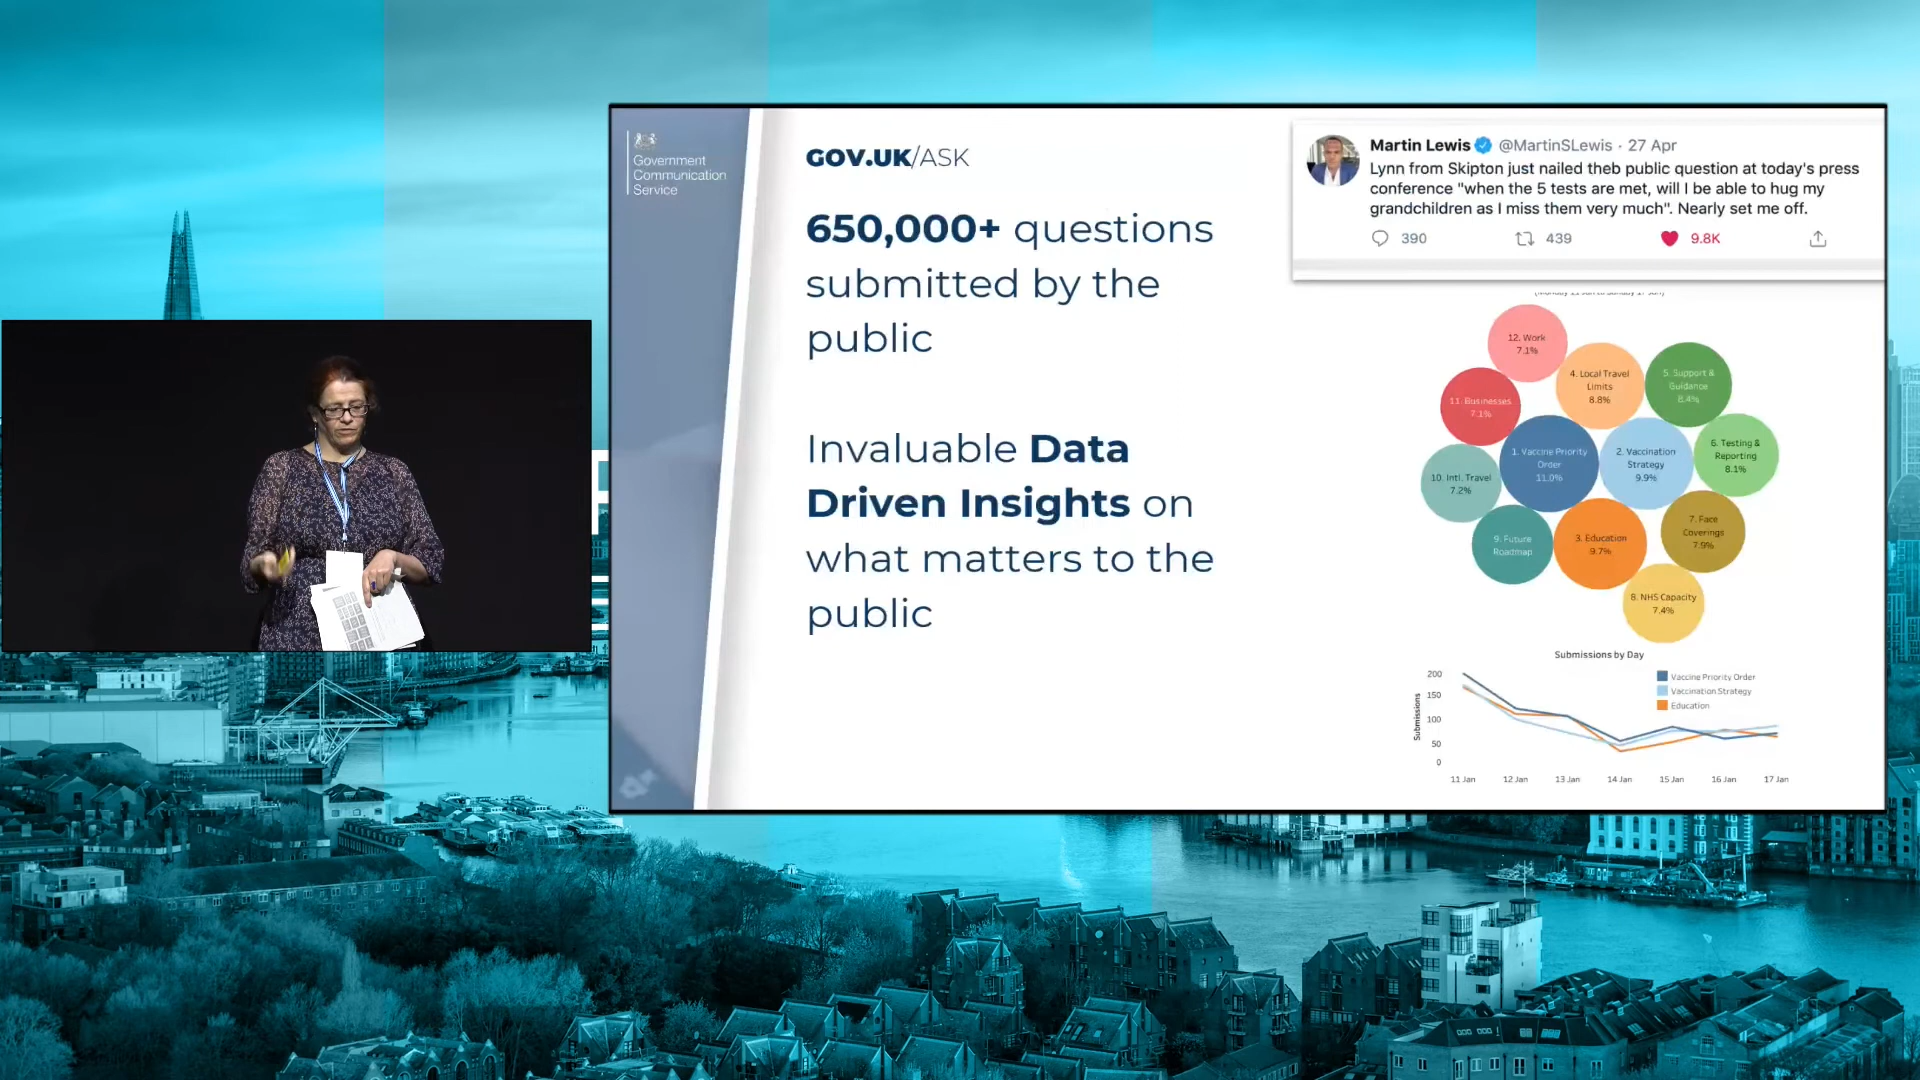 Government
Communication
Service
GOV.UK/ASK
650,000+ questions
submitted by the
public
Invaluable Data
Driven Insights on
what matters to the
public
Martin Lewis @MartinSLewis · 27 Apr
Lynn from Skipton just nailed theb public question at today's press
conference "when the 5 tests are met, will I be able to hug my
grandchildren as I miss them very much". Nearly set me off.
390 439 9.8K
(Monday 11 Jan to Sunday 17 Jan)
12. Work
7.1%
4. Local Travel
Limits
8.8%
5. Support &
Guidance
8.4%
11. Businesses
7.1%
1. Vaccine Priority
Order
11.0%
2. Vaccination
Strategy
9.9%
6. Testing &
Reporting
8.1%
10. Intl. Travel
7.2%
9. Future
Roadmap
3. Education
9.7%
7. Face
Coverings
7.9%
8. NHS Capacity
7.4%
Submissions by Day
Submissions
200
150
100
50
0
Vaccine Priority Order
Vaccination Strategy
Education
11 Jan 12 Jan 13 Jan 14 Jan 15 Jan 16 Jan 17 Jan